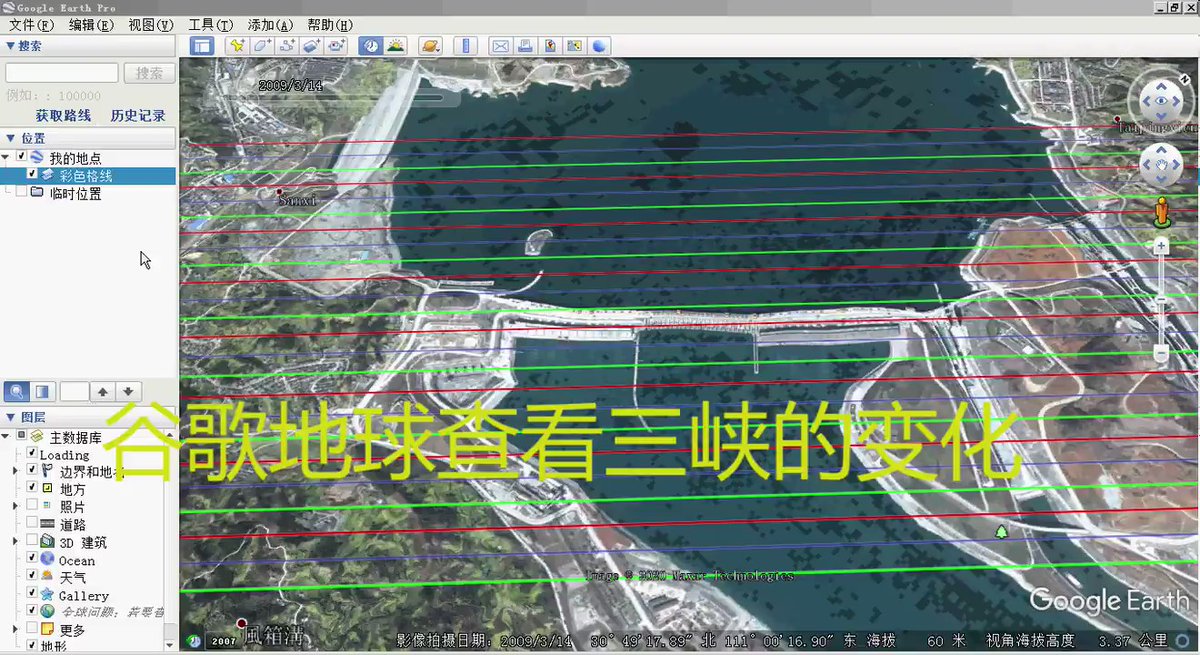 Google Earth Pro
文件(F) 编辑(E) 视图(V) 工具(T) 添加(A) 帮助(H)
搜索
搜索
例如：: 100000
获取路线 历史记录
位置
我的地点
彩色格线
临时位置
2009/3/14
Sanxi
谷歌地球查看三峡的变化
图层
主数据库
Loading
边界和地名
地方
照片
道路
3D 建筑
Ocean
天气
Gallery
全球问题:
更多
地形
Image © 2020 Maxar Technologies
Google Earth
2007
風箱溝
影像拍摄日期: 2009/3/14 30°49'17.89" 北 111°00'16.90" 东 海拔 60 米 视角海拔高度 3.37 公里